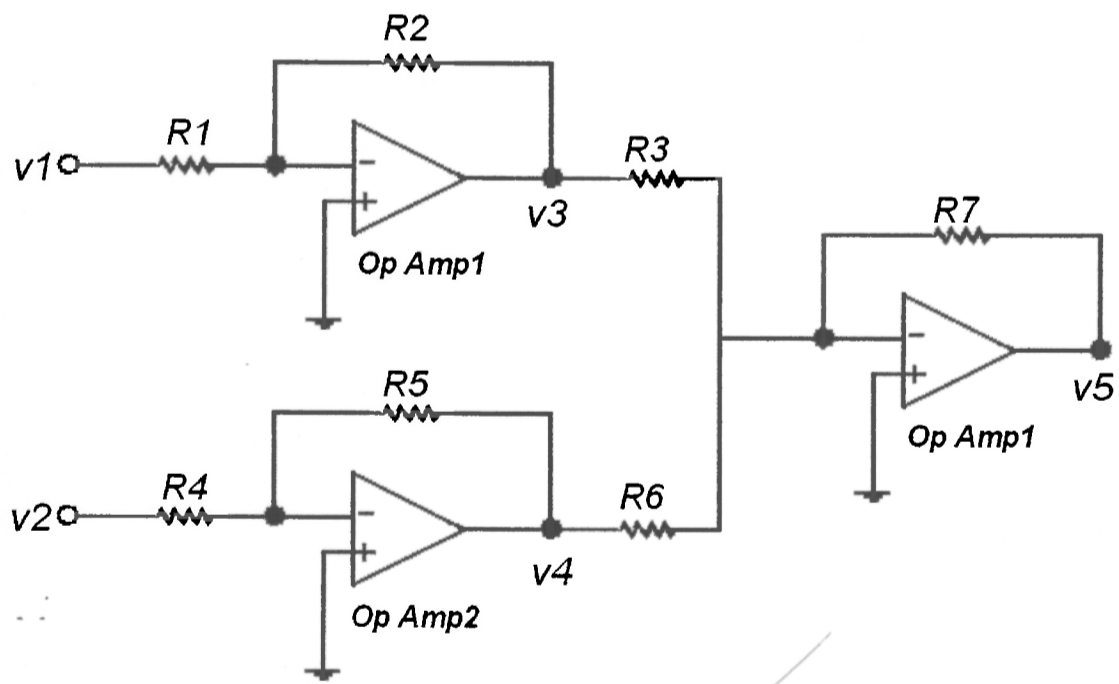 R2
R1
v1
-
+
v3
Op Amp1
R3
R7
-
+
v5
Op Amp1
R5
R4
v2
-
+
v4
Op Amp2
R6